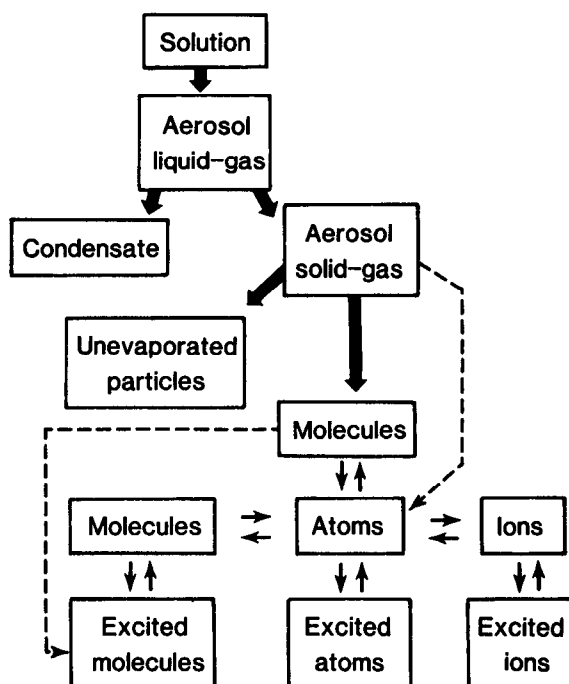 Solution
Aerosol
liquid-gas
Condensate
Aerosol
solid-gas
Unevaporated
particles
Molecules
Molecules
Atoms
Ions
Excited
molecules
Excited
atoms
Excited
ions